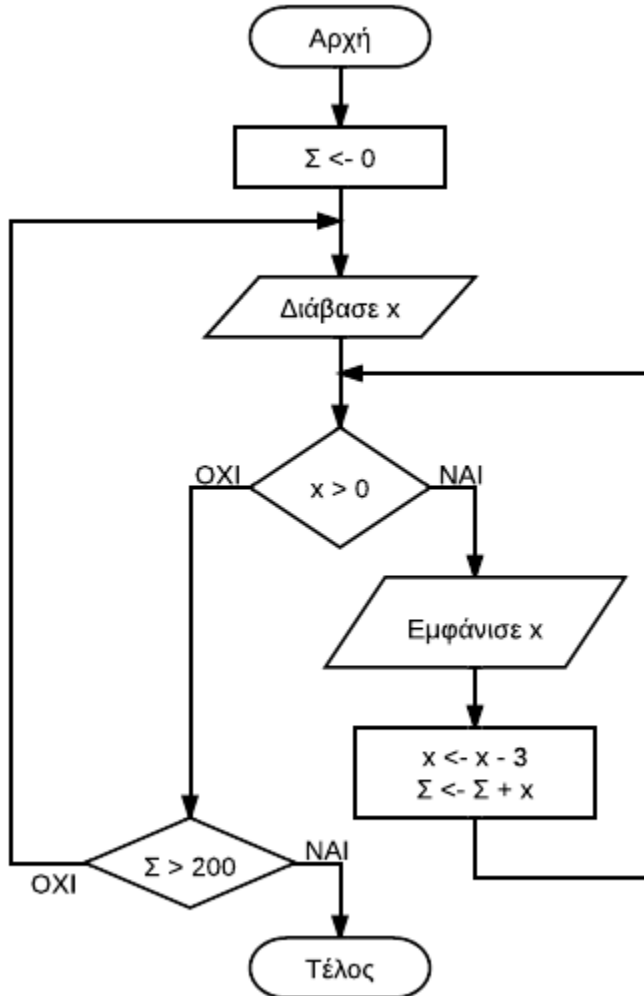 Αρχή
Σ <- 0
Διάβασε x
x > 0
ΟΧΙ
ΝΑΙ
Εμφάνισε x
x <- x - 3
Σ <- Σ + x
Σ > 200
ΝΑΙ
ΟΧΙ
Τέλος